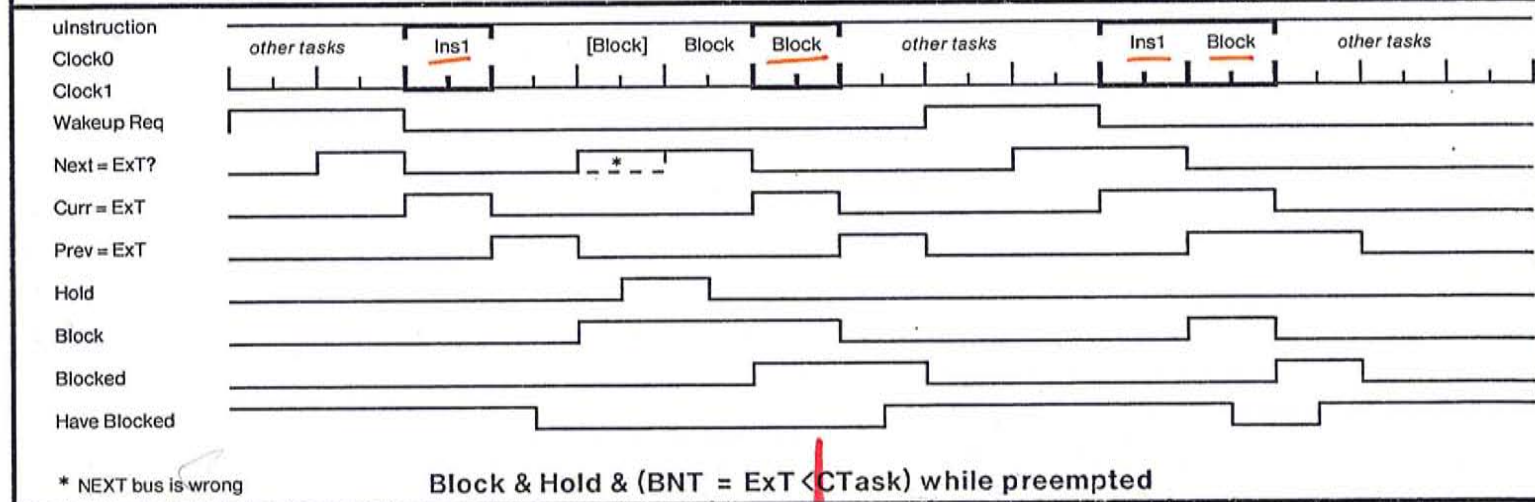 uInstruction
other tasks Ins1 [Block] Block Block other tasks Ins1 Block other tasks
Clock0
Clock1
Wakeup Req
Next = ExT?
*
Curr = ExT
Prev = ExT
Hold
Block
Blocked
Have Blocked
* NEXT bus is wrong
Block & Hold & (BNT = ExT<CTask) while preempted